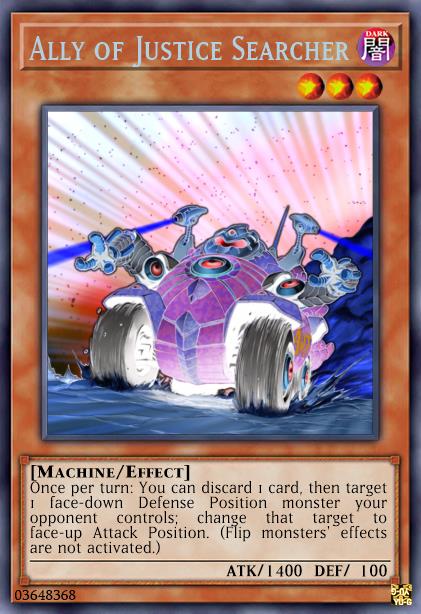 ALLY OF JUSTICE SEARCHER
DARK
闇
[MACHINE/EFFECT]
Once per turn: You can discard 1 card, then target
1 face-down Defense Position monster your
opponent controls; change that target to
face-up Attack Position. (Flip monsters' effects
are not activated.)
ATK/1400 DEF/ 100
03648368